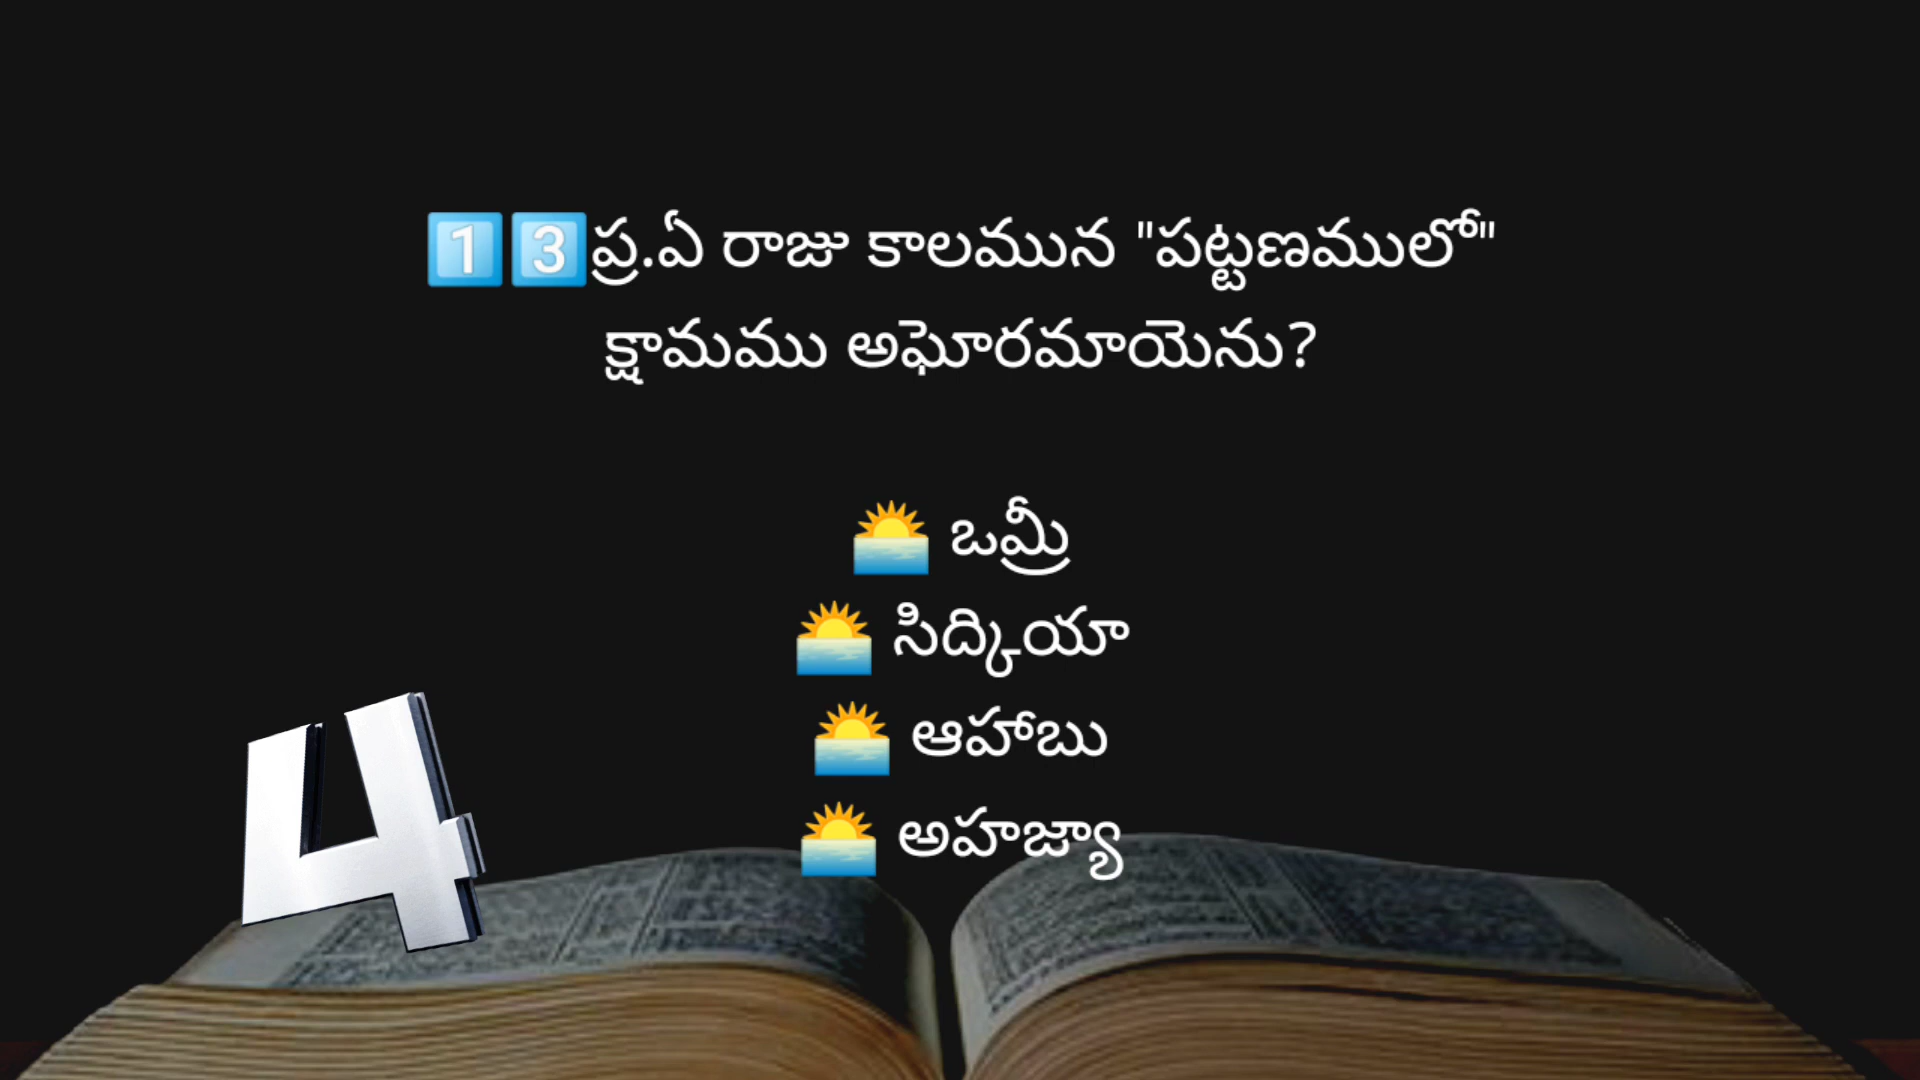 1️⃣3️⃣ప్ర.ఏ రాజు కాలమున "పట్టణములో"
క్షామము అఘోరమాయెను?
🌅 ఒమ్రీ
🌅 సిద్కియా
🌅 ఆహాబు
🌅 అహజ్యా
4